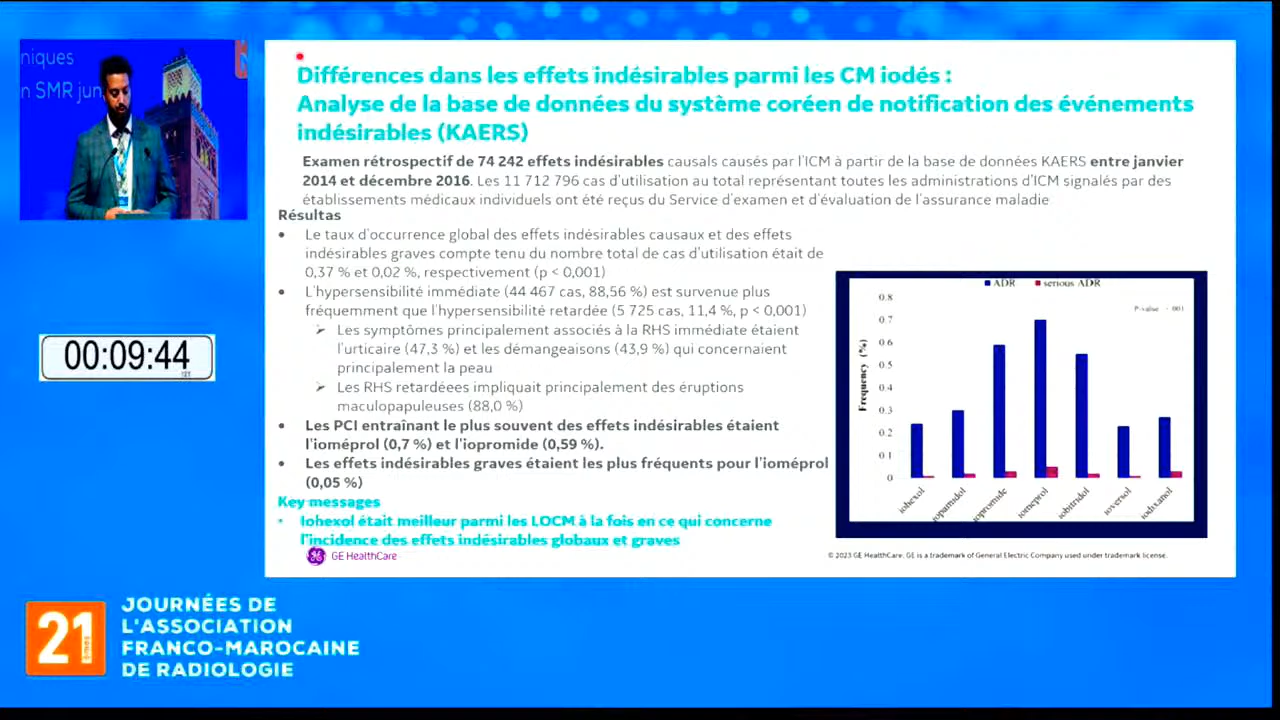 niques
n SMR jun
Différences dans les effets indésirables parmi les CM iodés :
Analyse de la base de données du système coréen de notification des événements
indésirables (KAERS)
Examen rétrospectif de 74 242 effets indésirables causals causés par l'ICM à partir de la base de données KAERS entre janvier
2014 et décembre 2016. Les 11 712 796 cas d'utilisation au total représentant toutes les administrations d'ICM signalés par des
établissements médicaux individuels ont été reçus du Service d'examen et d'évaluation de l'assurance maladie
Résultas
• Le taux d'occurrence global des effets indésirables causaux et des effets
indésirables graves compte tenu du nombre total de cas d'utilisation était de
0,37 % et 0,02 %, respectivement (p < 0,001)
• L'hypersensibilité immédiate (44 467 cas, 88,56 %) est survenue plus
fréquemment que l'hypersensibilité retardée (5 725 cas, 11,4 %, p < 0,001)
➢ Les symptômes principalement associés à la RHS immédiate étaient
l'urticaire (47,3 %) et les démangeaisons (43,9 %) qui concernaient
principalement la peau
➢ Les RHS retardéees impliquait principalement des éruptions
maculopapuleuses (88,0 %)
• Les PCI entraînant le plus souvent des effets indésirables étaient
l'ioméprol (0,7 %) et l'iopromide (0,59 %).
• Les effets indésirables graves étaient les plus fréquents pour l'ioméprol
(0,05 %)
Key messages
• Iohexol était meilleur parmi les LOCM à la fois en ce qui concerne
l'incidence des effets indésirables globaux et graves
GE HealthCare
ADR serious ADR
P-value 001
Frequency (%)
0.8
0.7
0.6
0.5
0.4
0.3
0.2
0.1
0
iohexol
iopamidol
iopromide
iomeprol
iobitridol
ioversol
iodixanol
© 2023 GE HealthCare. GE is a trademark of General Electric Company used under trademark license.
00:09:44
21
èmes
JOURNÉES DE
L'ASSOCIATION
FRANCO-MAROCAINE
DE RADIOLOGIE